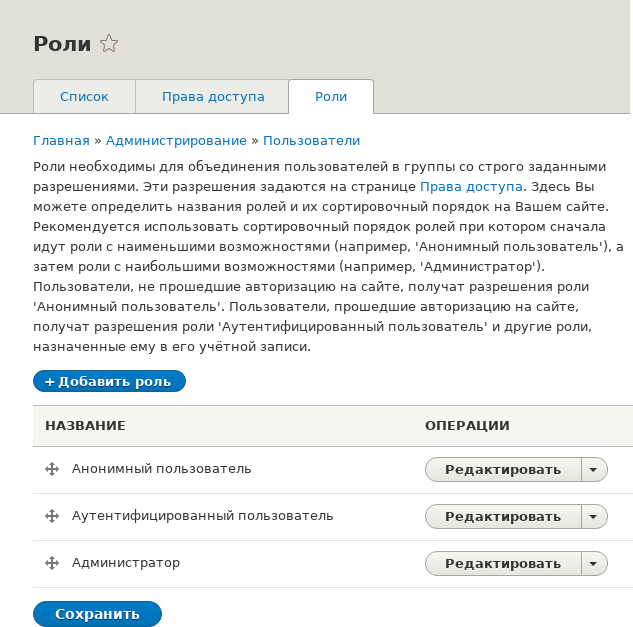 Роли
Список Права доступа Роли
Главная » Администрирование » Пользователи
Роли необходимы для объединения пользователей в группы со строго заданными
разрешениями. Эти разрешения задаются на странице Права доступа. Здесь Вы
можете определить названия ролей и их сортировочный порядок на Вашем сайте.
Рекомендуется использовать сортировочный порядок ролей при котором сначала
идут роли с наименьшими возможностями (например, 'Анонимный пользователь'), а
затем роли с наибольшими возможностями (например, 'Администратор').
Пользователи, не прошедшие авторизацию на сайте, получат разрешения роли
'Анонимный пользователь'. Пользователи, прошедшие авторизацию на сайте,
получат разрешения роли 'Аутентифицированный пользователь' и другие роли,
назначенные ему в его учётной записи.
+ Добавить роль
НАЗВАНИЕ ОПЕРАЦИИ
Анонимный пользователь Редактировать
Аутентифицированный пользователь Редактировать
Администратор Редактировать
Сохранить